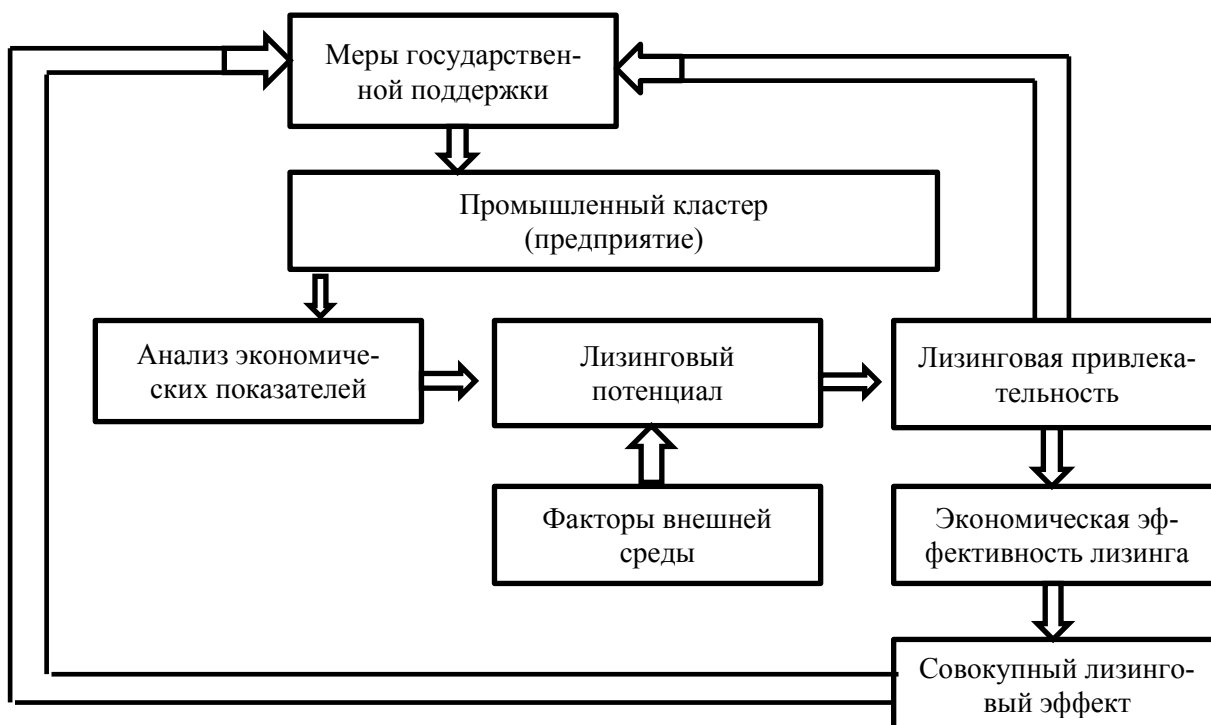 Меры государствен-
ной поддержки
Промышленный кластер
(предприятие)
Анализ экономиче-
ских показателей
Лизинговый
потенциал
Лизинговая привлека-
тельность
Факторы внешней
среды
Экономическая эф-
фективность лизинга
Совокупный лизинго-
вый эффект